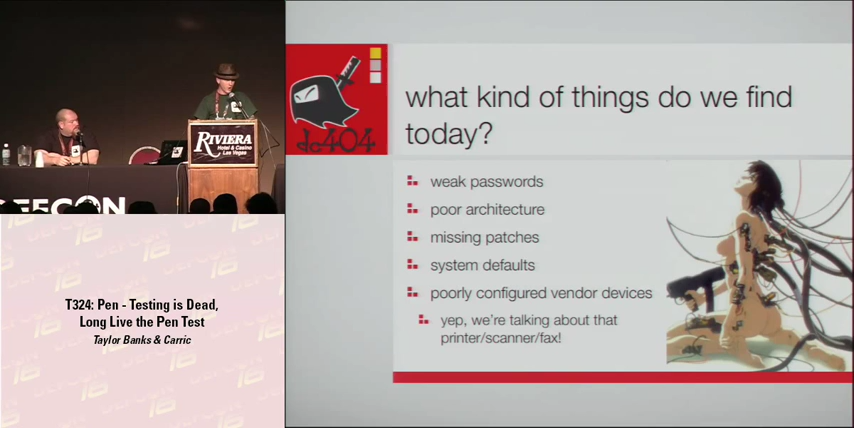 RIVIERA
Hotel & Casino
Las Vegas
T324: Pen - Testing is Dead,
Long Live the Pen Test
Taylor Banks & Carric
dc404
what kind of things do we find
today?
weak passwords
poor architecture
missing patches
system defaults
poorly configured vendor devices
yep, we're talking about that
printer/scanner/fax!